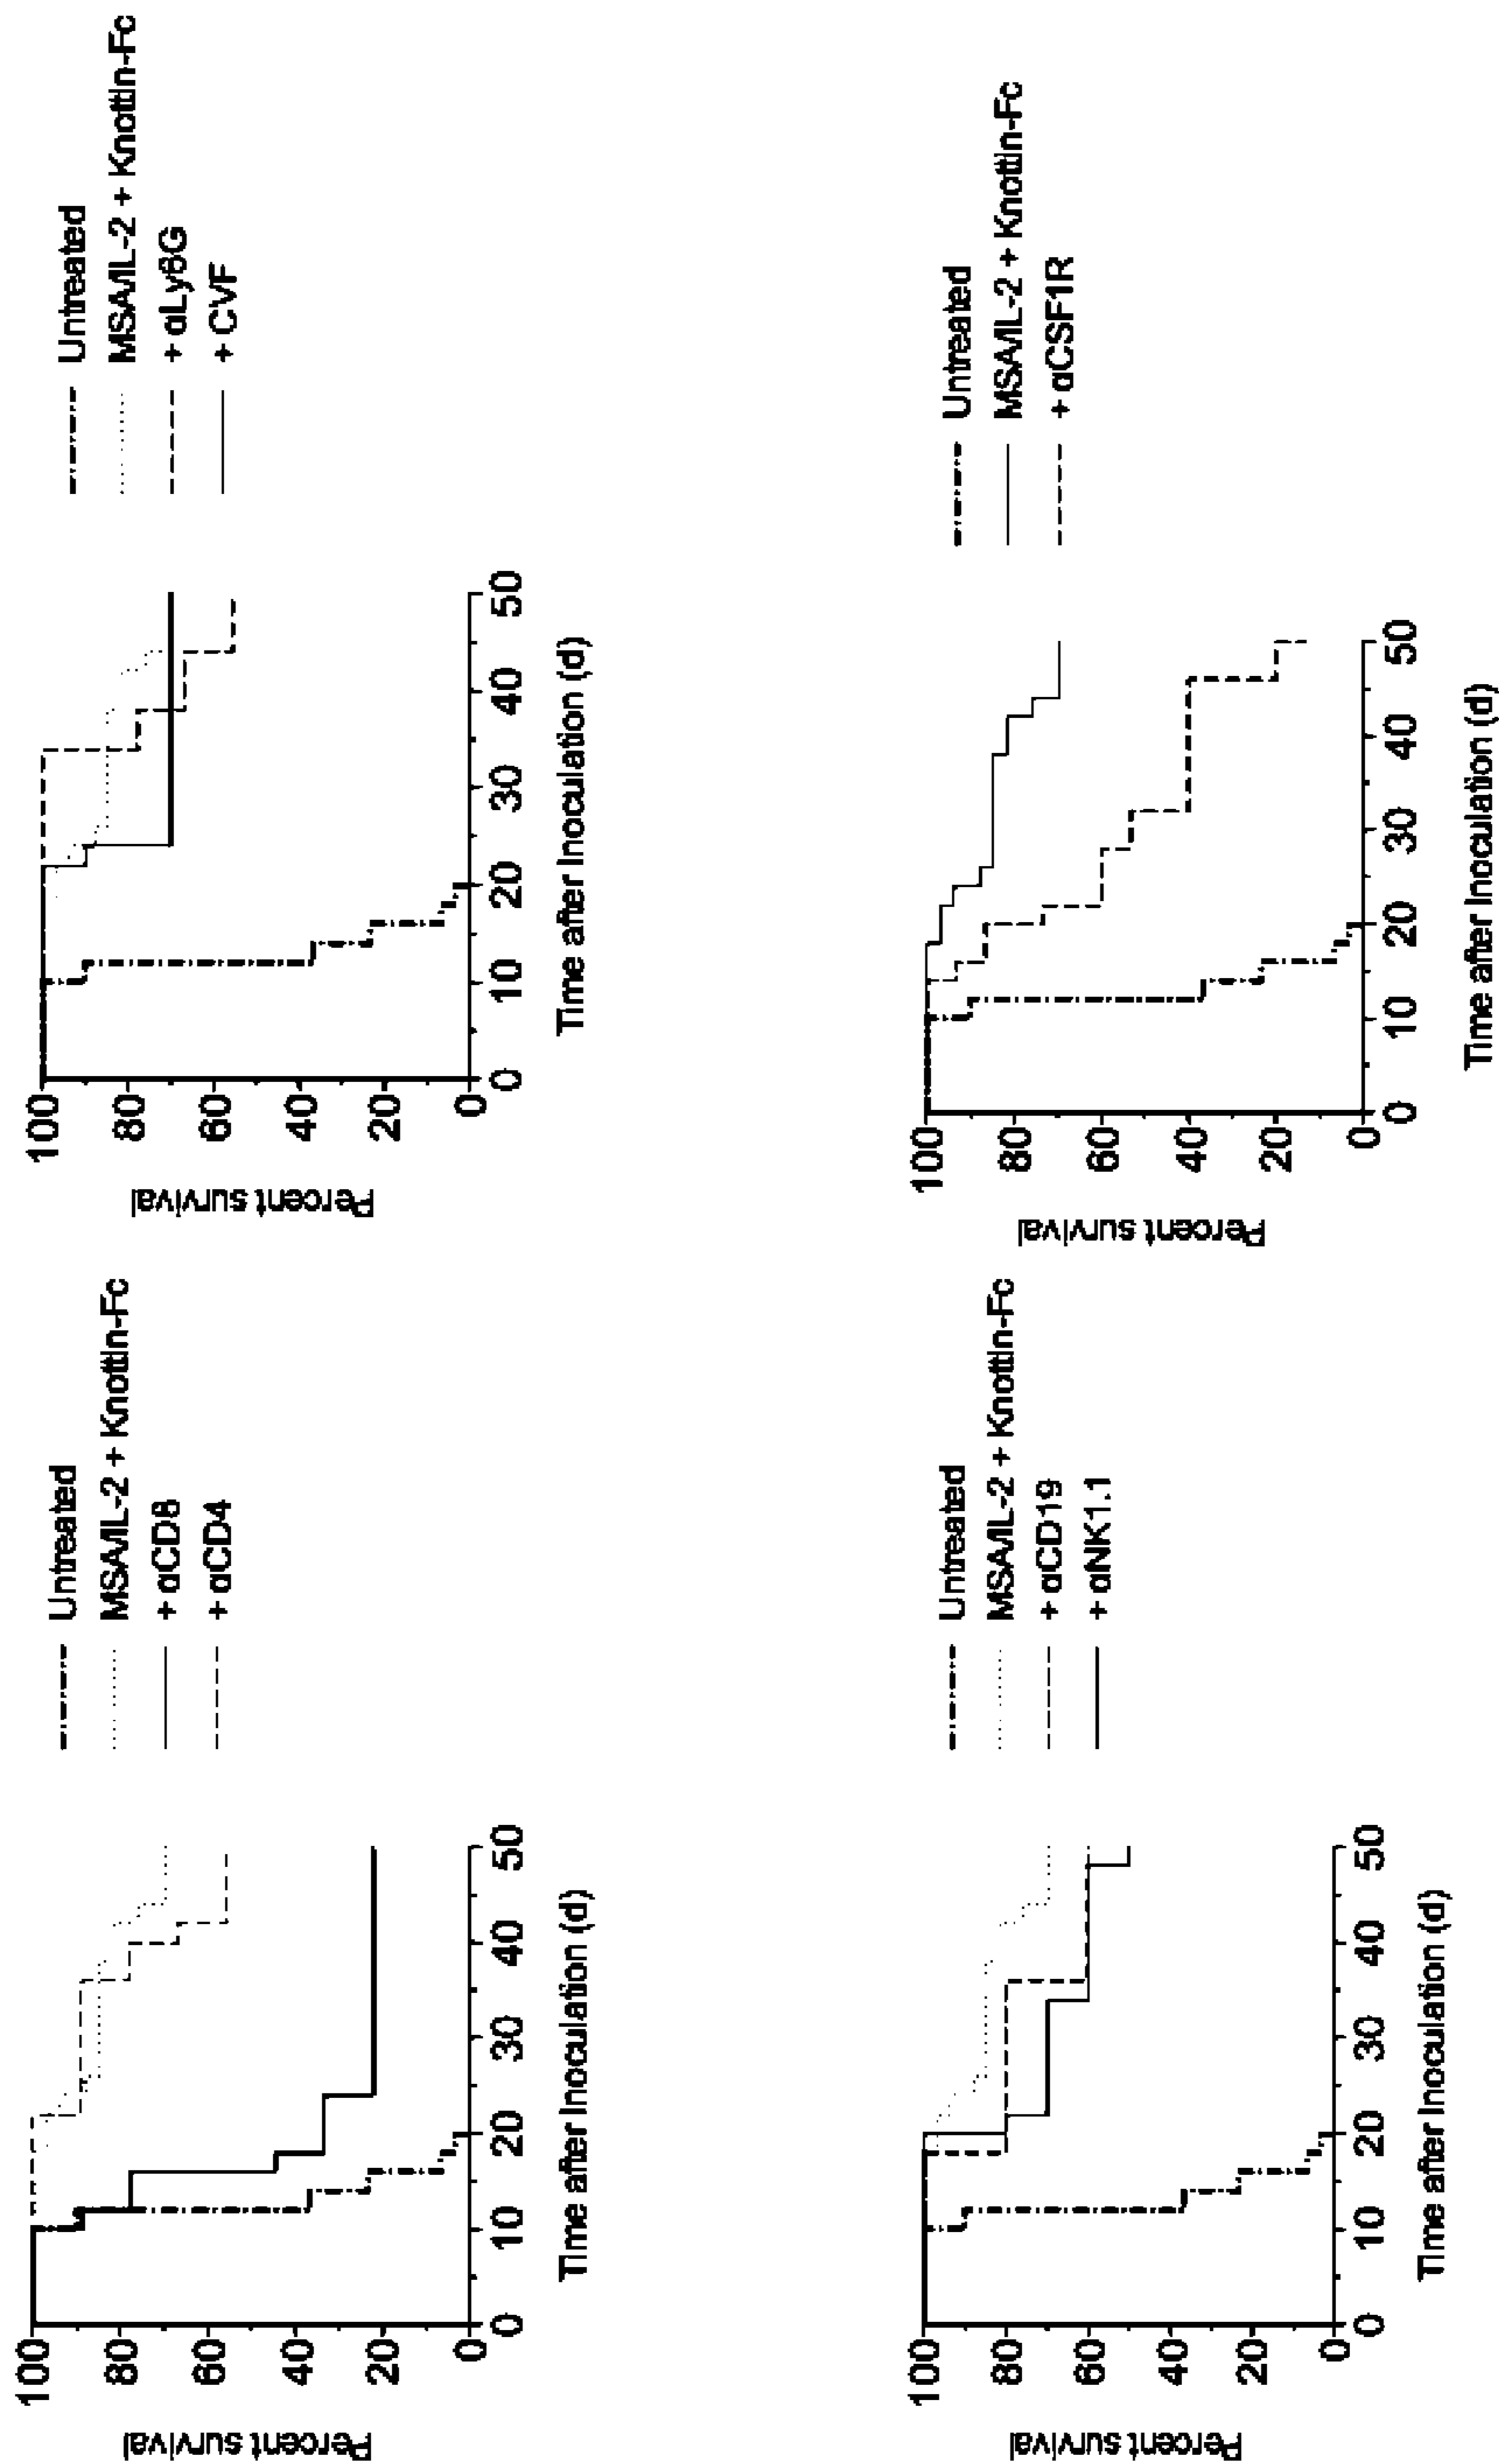 Untreated
MSA/IL-2 + Knottin-Fc
+ αCD8
+ αCD4
Percent survival
100
80
60
40
20
0
0 10 20 30 40 50
Time after Inoculation (d)
Untreated
MSA/IL-2 + Knottin-Fc
+ αLy6G
+ CVF
Percent survival
100
80
60
40
20
0
0 10 20 30 40 50
Time after Inoculation (d)
Untreated
MSA/IL-2 + Knottin-Fc
+ αCD19
+ αNK1.1
Percent survival
100
80
60
40
20
0
0 10 20 30 40 50
Time after Inoculation (d)
Untreated
MSA/IL-2 + Knottin-Fc
+ αCSF1R
Percent survival
100
80
60
40
20
0
0 10 20 30 40 50
Time after Inoculation (d)